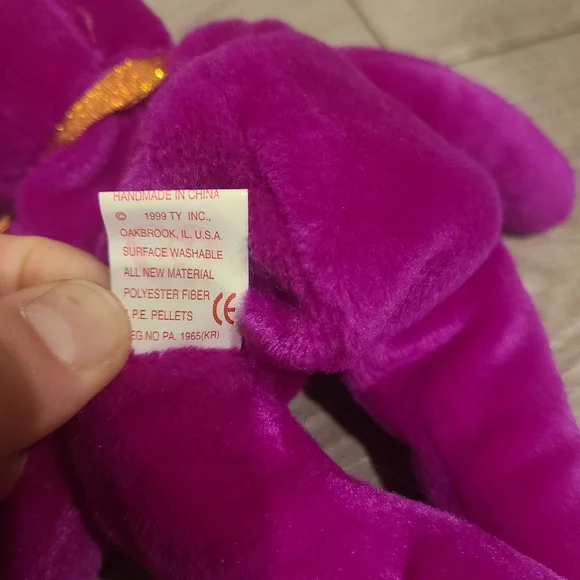 HANDMADE IN CHINA
© 1999 TY INC.,
OAKBROOK, IL. U.S.A.
SURFACE WASHABLE
ALL NEW MATERIAL
POLYESTER FIBER
P.E. PELLETS CE
EG.NO PA. 1965(KR)